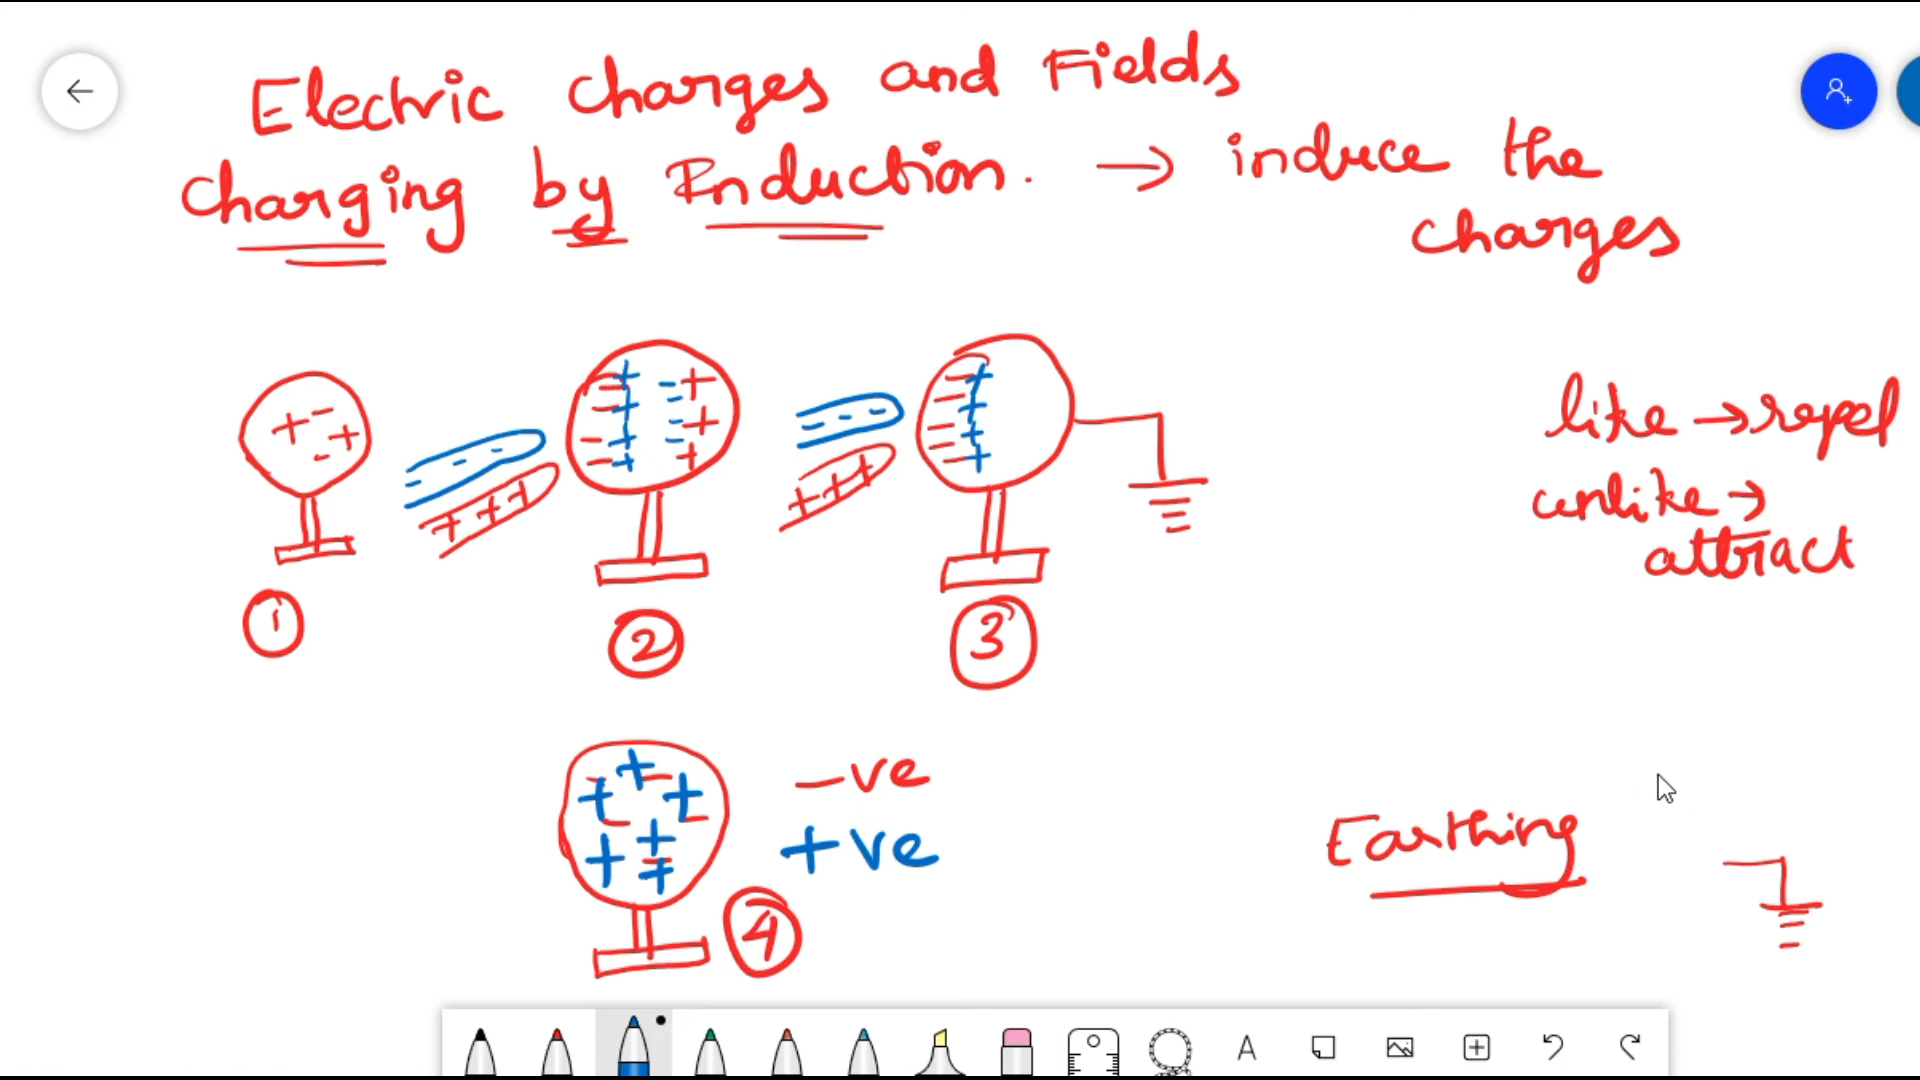 Electric charges and Fields
charging by Induction. → induce the
charges
like → repel
unlike →
attract
1
2
3
-ve
+ve
4
Earthing